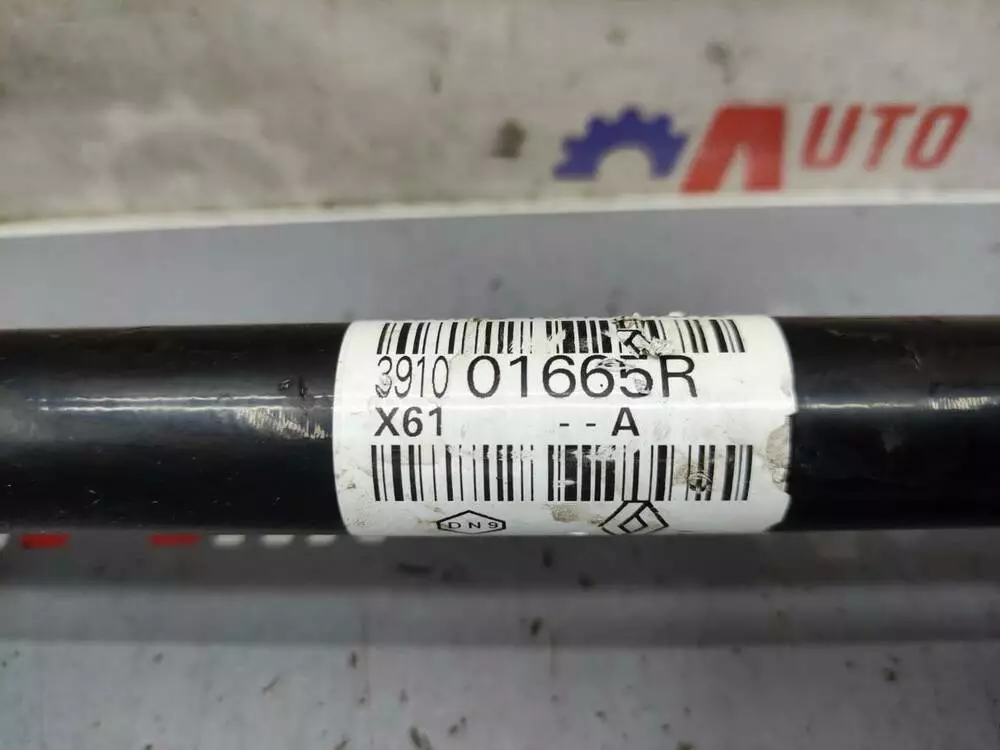 AUTO
3910 01665R
X61 -- A
DN9